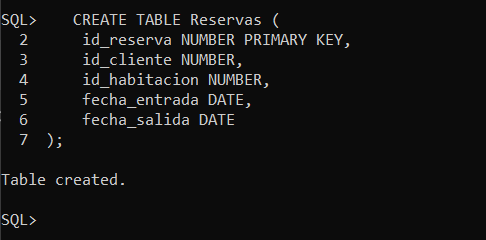 SQL>    CREATE TABLE Reservas (
  2      id_reserva NUMBER PRIMARY KEY,
  3      id_cliente NUMBER,
  4      id_habitacion NUMBER,
  5      fecha_entrada DATE,
  6      fecha_salida DATE
  7  );
Table created.
SQL>